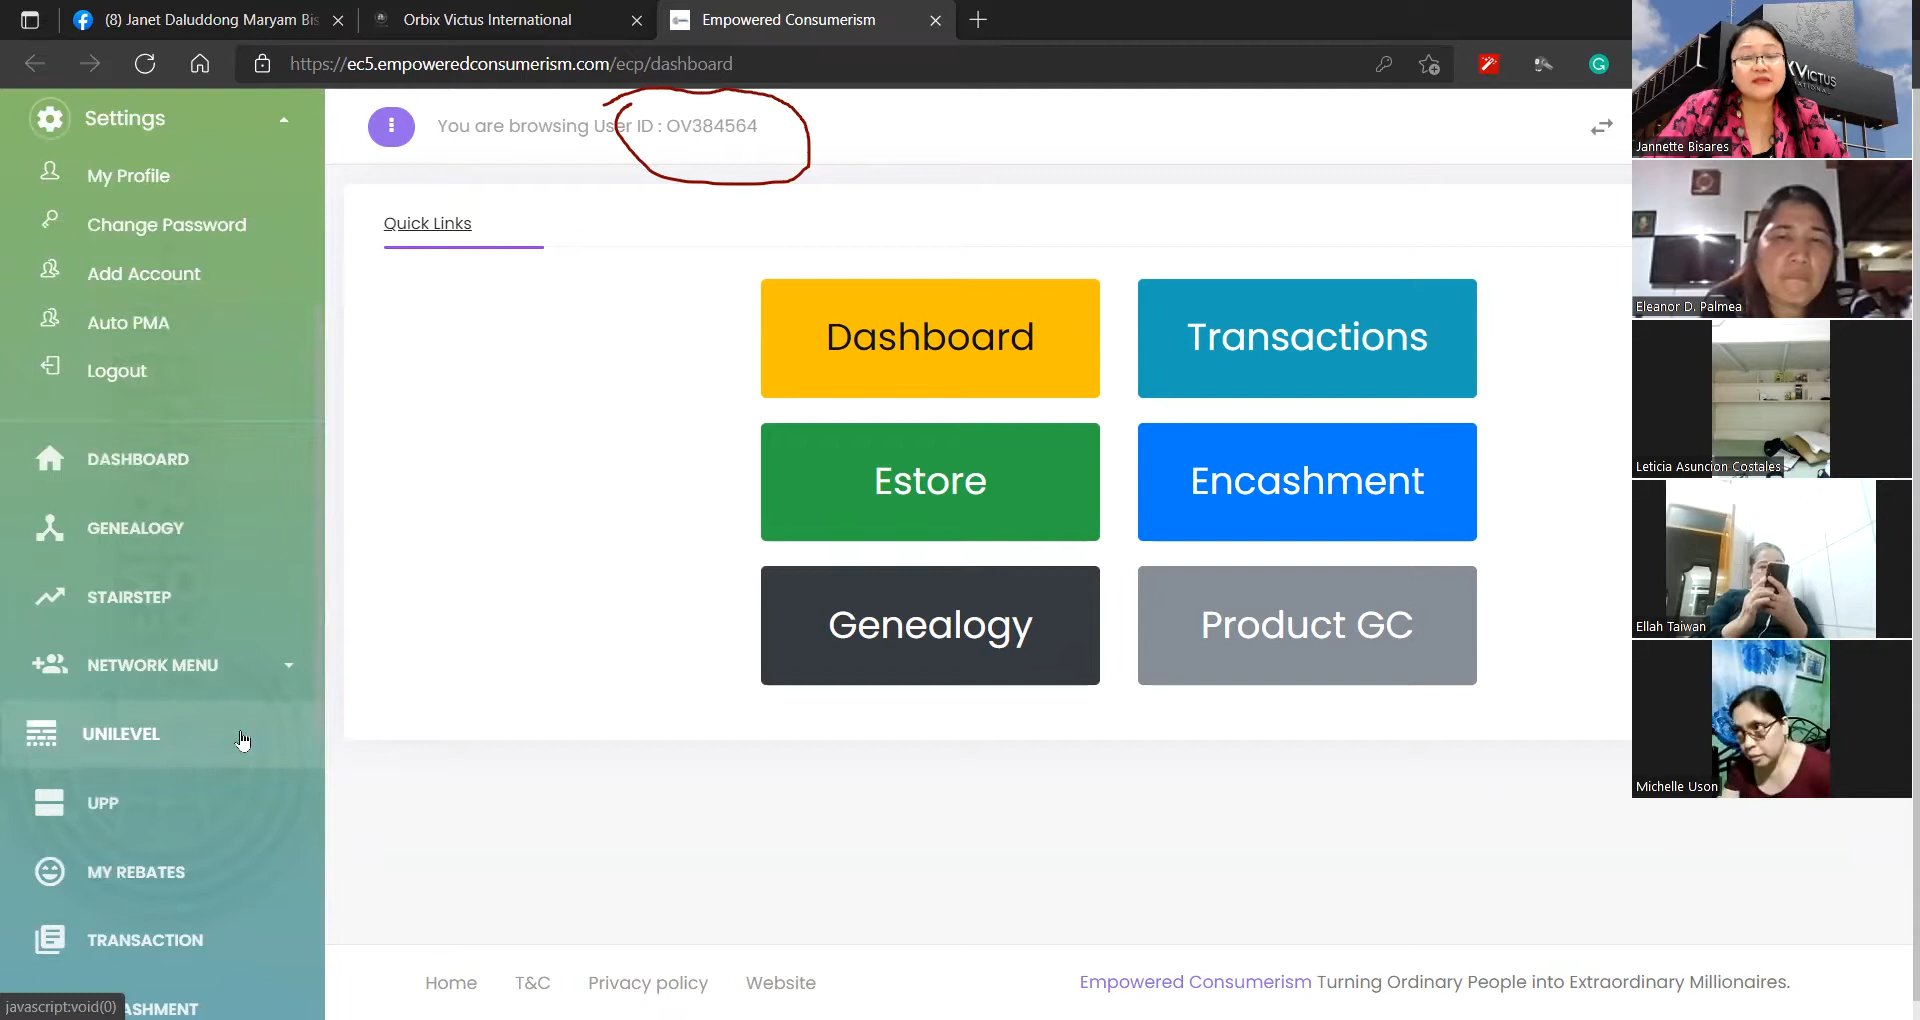 (8) Janet Daluddong Maryam Bis
Orbix Victus International
Empowered Consumerism
https://ec5.empoweredconsumerism.com/ecp/dashboard
Settings
My Profile
Change Password
Add Account
Auto PMA
Logout
DASHBOARD
GENEALOGY
STAIRSTEP
NETWORK MENU
UNILEVEL
UPP
MY REBATES
TRANSACTION
ASHMENT
javascript:void(0)
You are browsing User ID : OV384564
Quick Links
Dashboard
Transactions
Estore
Encashment
Genealogy
Product GC
Home
T&C
Privacy policy
Website
Empowered Consumerism Turning Ordinary People into Extraordinary Millionaires.
VICTUS
Jannette Bisares
Eleanor D. Palmea
Leticia Asuncion Costales
Ellah Taiwan
Michelle Uson